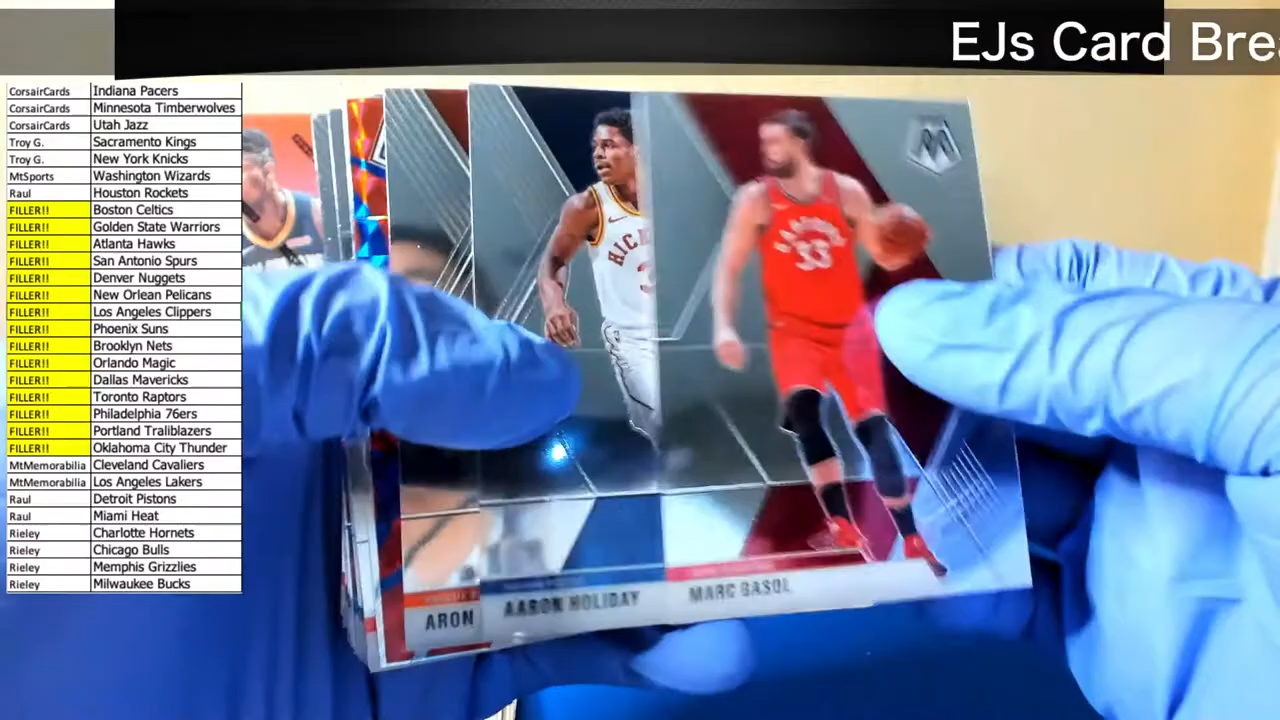 EJs Card Brea
CorsairCards Indiana Pacers
CorsairCards Minnesota Timberwolves
CorsairCards Utah Jazz
Troy G. Sacramento Kings
Troy G. New York Knicks
MtSports Washington Wizards
Raul Houston Rockets
FILLER!! Boston Celtics
FILLER!! Golden State Warriors
FILLER!! Atlanta Hawks
FILLER!! San Antonio Spurs
FILLER!! Denver Nuggets
FILLER!! New Orlean Pelicans
FILLER!! Los Angeles Clippers
FILLER!! Phoenix Suns
FILLER!! Brooklyn Nets
FILLER!! Orlando Magic
FILLER!! Dallas Mavericks
FILLER!! Toronto Raptors
FILLER!! Philadelphia 76ers
FILLER!! Portland Trailblazers
FILLER!! Oklahoma City Thunder
MtMemorabilia Cleveland Cavaliers
MtMemorabilia Los Angeles Lakers
Raul Detroit Pistons
Raul Miami Heat
Rieley Charlotte Hornets
Rieley Chicago Bulls
Rieley Memphis Grizzlies
Rieley Milwaukee Bucks
HICK
3
33
ARON
AARON HOLIDAY
MARC GASOL